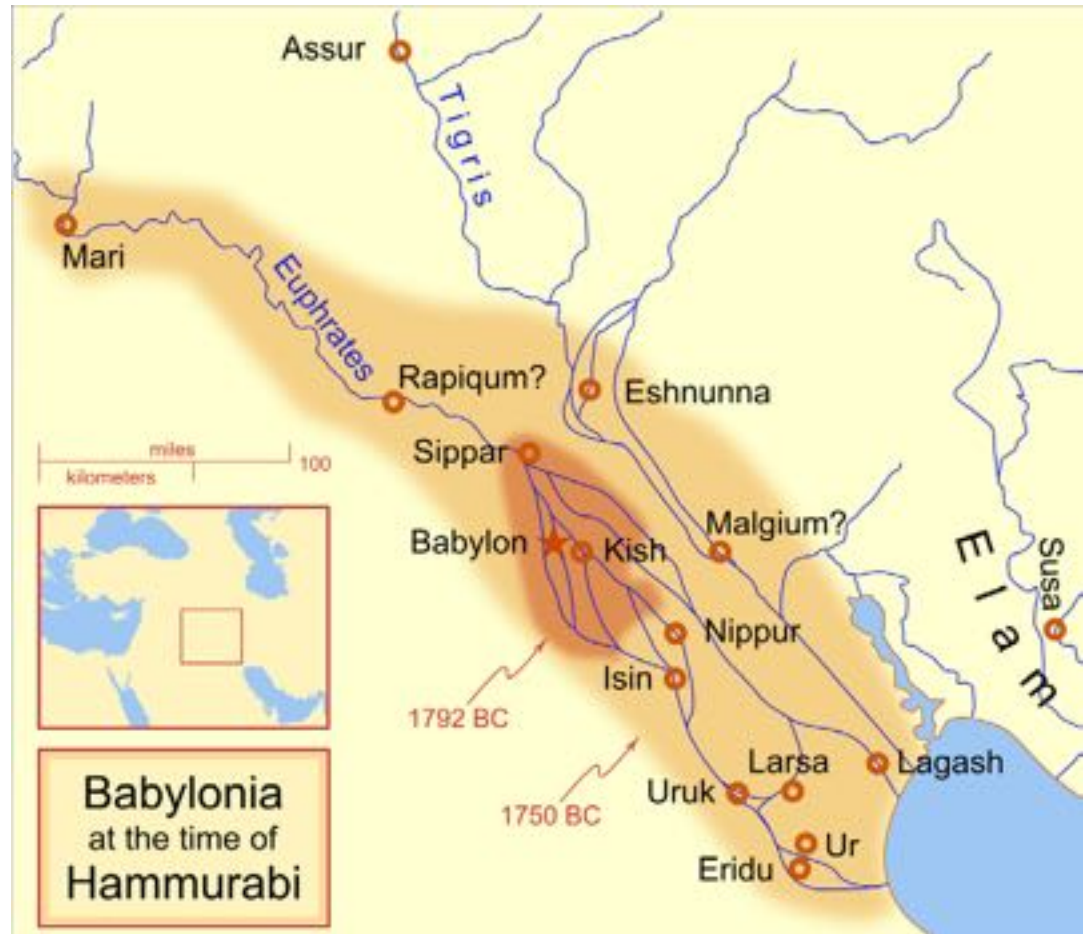 Assur
Tigris
Mari
Euphrates
Rapiqum?
Eshnunna
Sippar
miles
kilometers
100
Babylon
Kish
Malgium?
Elam
Susa
Nippur
Isin
1792 BC
Larsa
Lagash
Uruk
1750 BC
Ur
Eridu
Babylonia
at the time of
Hammurabi